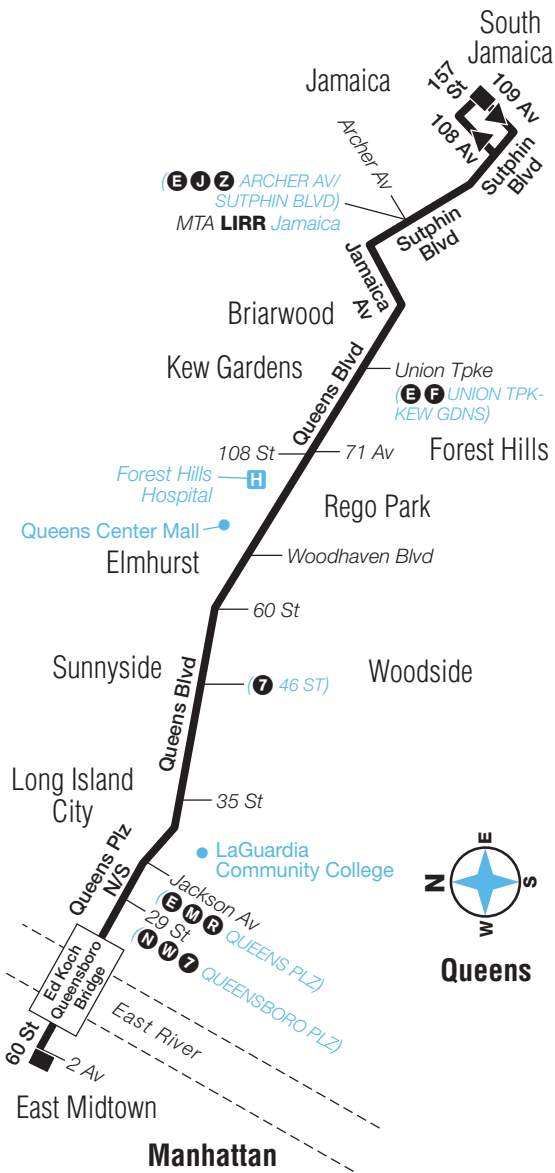 South
Jamaica
Jamaica
157
St
109 Av
108 Av
Sutphin
Blvd
Archer Av
(E J Z ARCHER AV/
SUTPHIN BLVD)
MTA LIRR Jamaica
Sutphin
Blvd
Jamaica
Av
Briarwood
Kew Gardens
Queens Blvd
Union Tpke
(E F UNION TPK-
KEW GDNS)
108 St
71 Av
Forest Hills
Forest Hills
Hospital
H
Rego Park
Queens Center Mall
Elmhurst
Woodhaven Blvd
60 St
Sunnyside
Queens Blvd
(7 46 ST)
Woodside
Long Island
City
35 St
Queens Plz
N/S
LaGuardia
Community College
Jackson Av
(E M R QUEENS PLZ)
29 St
(N W 7 QUEENSBORO PLZ)
N
E
S
W
Queens
Ed Koch
Queensboro
Bridge
East River
60 St
2 Av
East Midtown
Manhattan